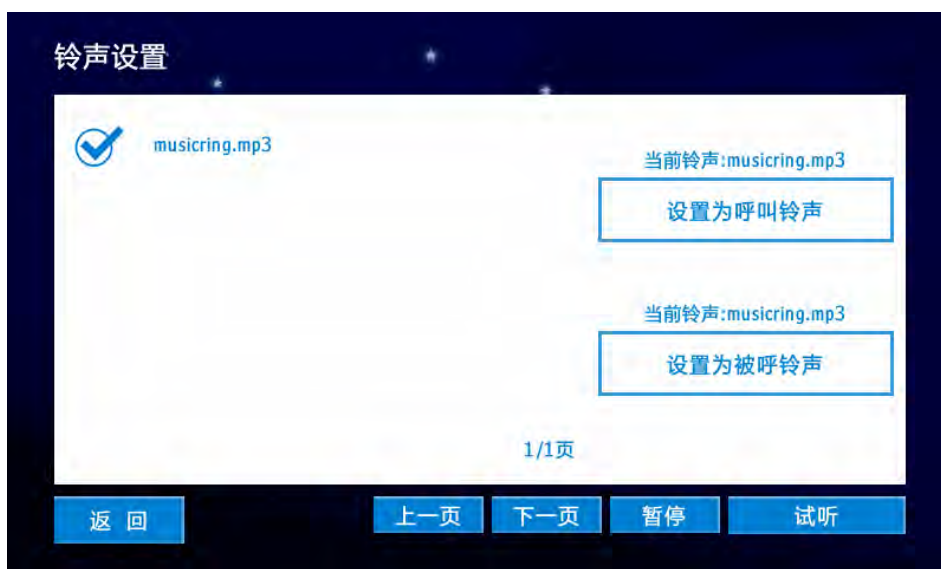 铃声设置
musicring.mp3
当前铃声:musicring.mp3
设置为呼叫铃声
当前铃声:musicring.mp3
设置为被呼铃声
1/1页
返 回
上一页
下一页
暂停
试听